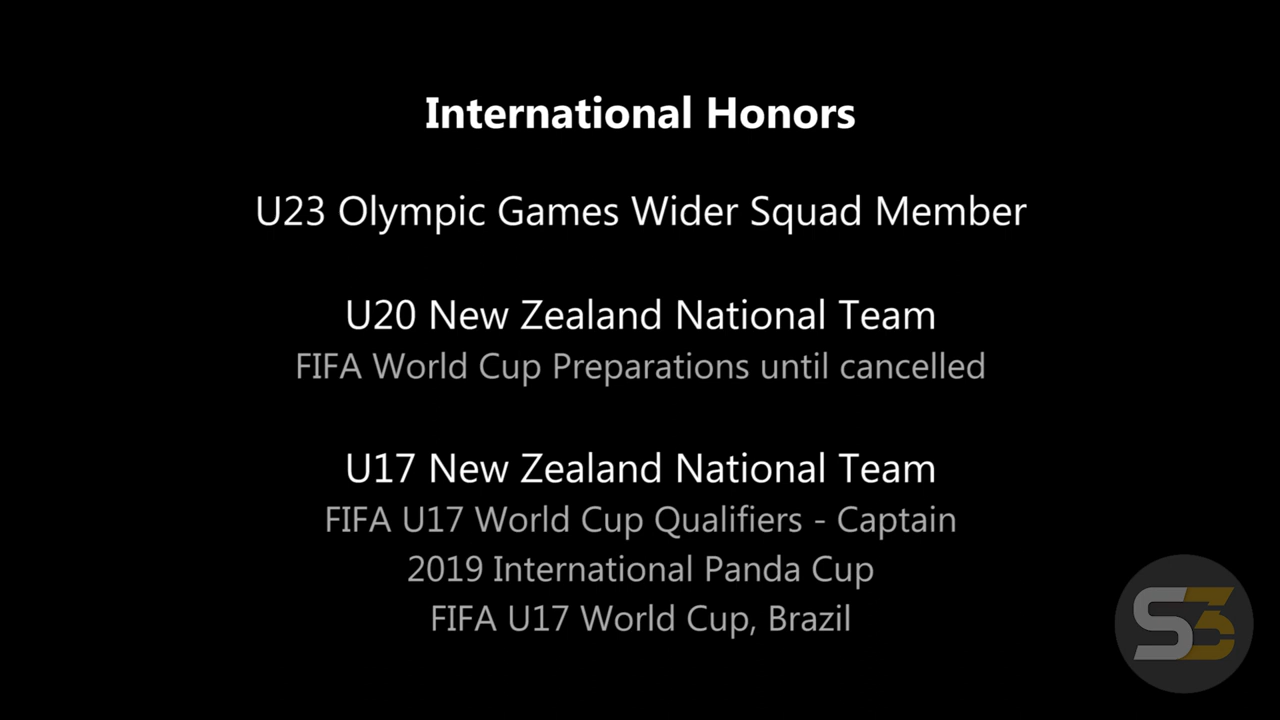 International Honors
U23 Olympic Games Wider Squad Member
U20 New Zealand National Team
FIFA World Cup Preparations until cancelled
U17 New Zealand National Team
FIFA U17 World Cup Qualifiers - Captain
2019 International Panda Cup
FIFA U17 World Cup, Brazil
S3